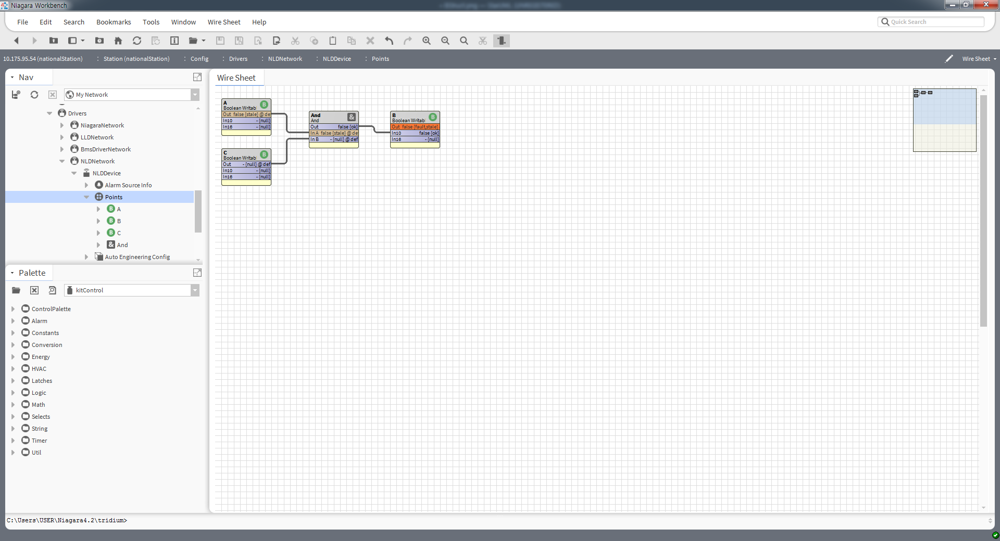 Niagara Workbench
File Edit Search Bookmarks Tools Window Wire Sheet Help
Quick Search
10.175.95.54 (nationalStation) : Station (nationalStation) : Config : Drivers : NLDNetwork : NLDDevice : Points
Wire Sheet
Nav
My Network
Drivers
NiagaraNetwork
LLDNetwork
BmsDriverNetwork
NLDNetwork
NLDDevice
Alarm Source Info
Points
B A
B B
B C
& And
Auto Engineering Config
Palette
kitControl
ControlPalette
Alarm
Constants
Conversion
Energy
HVAC
Latches
Logic
Math
Selects
String
Timer
Util
Wire Sheet
A
B
Boolean Writabl
Out false {stale} @ de
In10 - {null}
In16 - {null}
C
B
Boolean Writabl
Out - {null} @ def
In10 - {null}
In16 - {null}
And
&
And
Out false {ok}
In A false {stale} @ de
In B - {null} @ def
B
B
Boolean Writabl
Out false {fault,stale}
In10 false {ok}
In16 - {null}
C:\Users\USER\Niagara4.2\tridium>